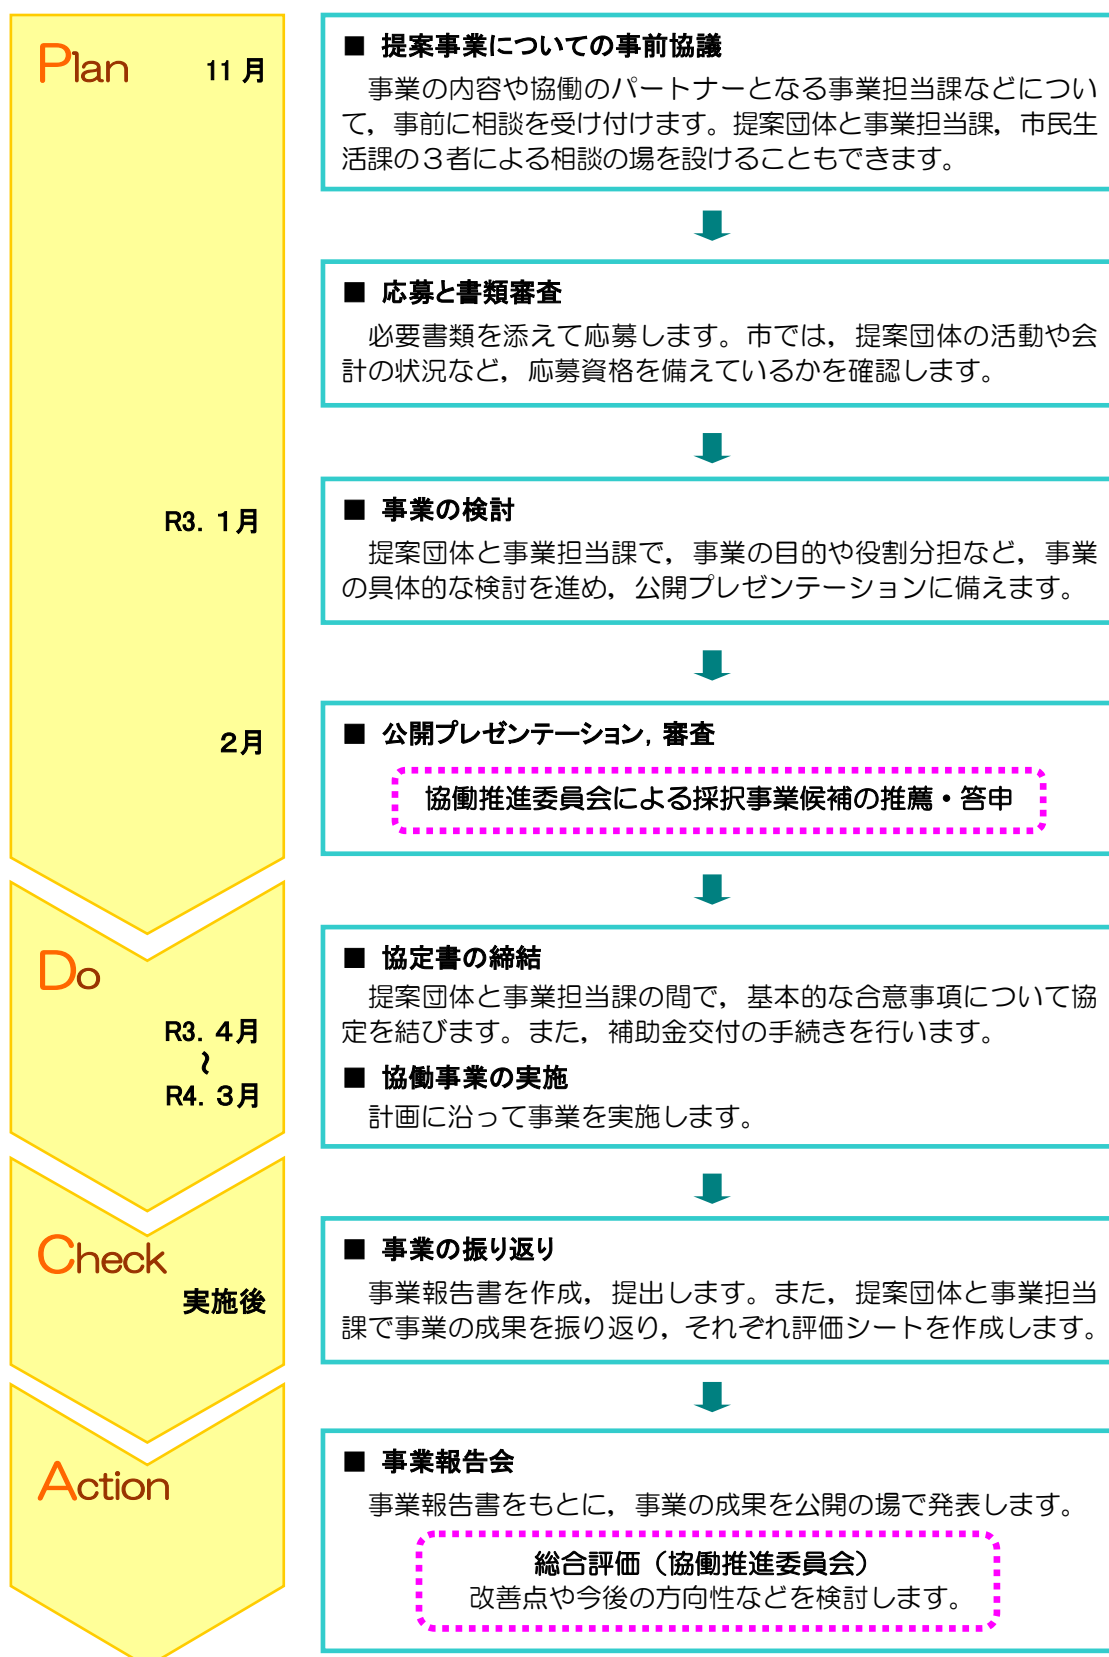 Plan 11月
■ 提案事業についての事前協議
事業の内容や協働のパートナーとなる事業担当課などについ
て，事前に相談を受け付けます。提案団体と事業担当課，市民生
活課の３者による相談の場を設けることもできます。
■ 応募と書類審査
必要書類を添えて応募します。市では，提案団体の活動や会
計の状況など，応募資格を備えているかを確認します。
R3．１月
■ 事業の検討
提案団体と事業担当課で，事業の目的や役割分担など，事業
の具体的な検討を進め，公開プレゼンテーションに備えます。
２月
■ 公開プレゼンテーション，審査
協働推進委員会による採択事業候補の推薦・答申
Do
R3．４月
～
R4．３月
■ 協定書の締結
提案団体と事業担当課の間で，基本的な合意事項について協
定を結びます。また，補助金交付の手続きを行います。
■ 協働事業の実施
計画に沿って事業を実施します。
Check
実施後
■ 事業の振り返り
事業報告書を作成，提出します。また，提案団体と事業担当
課で事業の成果を振り返り，それぞれ評価シートを作成します。
Action
■ 事業報告会
事業報告書をもとに，事業の成果を公開の場で発表します。
総合評価（協働推進委員会）
改善点や今後の方向性などを検討します。